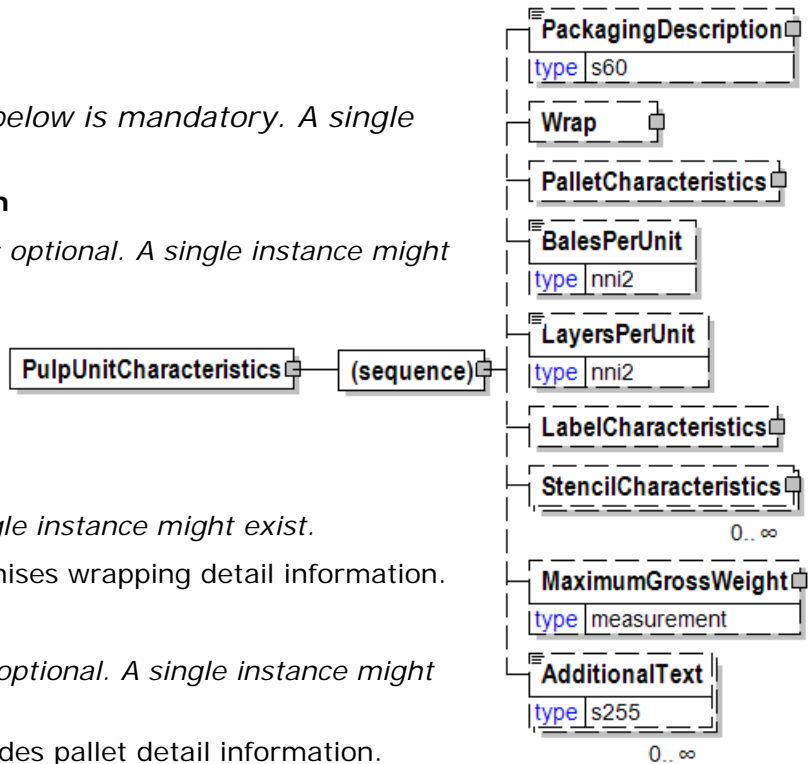 PackagingDescription
type s60
below is mandatory. A single
Wrap
PalletCharacteristics
n
optional. A single instance might
BalesPerUnit
type nni2
LayersPerUnit
type nni2
PulpUnitCharacteristics
(sequence)
LabelCharacteristics
StencilCharacteristics
0.. ∞
gle instance might exist.
nises wrapping detail information.
MaximumGrossWeight
type measurement
optional. A single instance might
AdditionalText
type s255
0.. ∞
des pallet detail information.